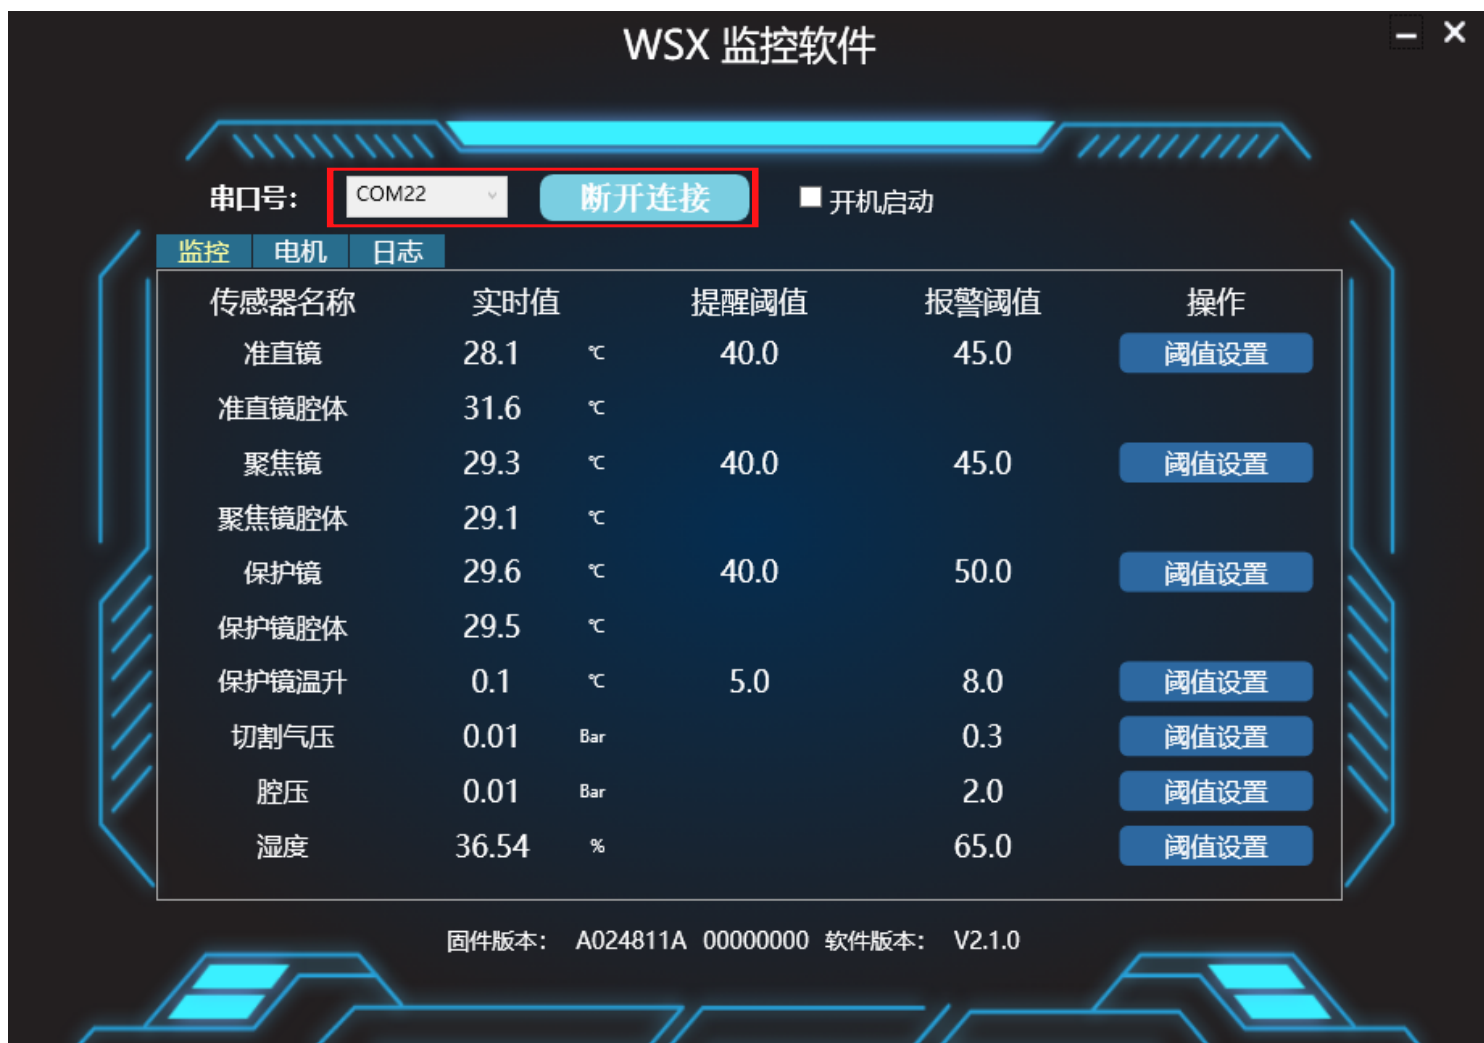 WSX 监控软件
串口号： COM22 断开连接 开机启动
监控 电机 日志
传感器名称 实时值 提醒阈值 报警阈值 操作
准直镜 28.1 ℃ 40.0 45.0 阈值设置
准直镜腔体 31.6 ℃
聚焦镜 29.3 ℃ 40.0 45.0 阈值设置
聚焦镜腔体 29.1 ℃
保护镜 29.6 ℃ 40.0 50.0 阈值设置
保护镜腔体 29.5 ℃
保护镜温升 0.1 ℃ 5.0 8.0 阈值设置
切割气压 0.01 Bar 0.3 阈值设置
腔压 0.01 Bar 2.0 阈值设置
湿度 36.54 % 65.0 阈值设置
固件版本： A024811A 00000000 软件版本： V2.1.0